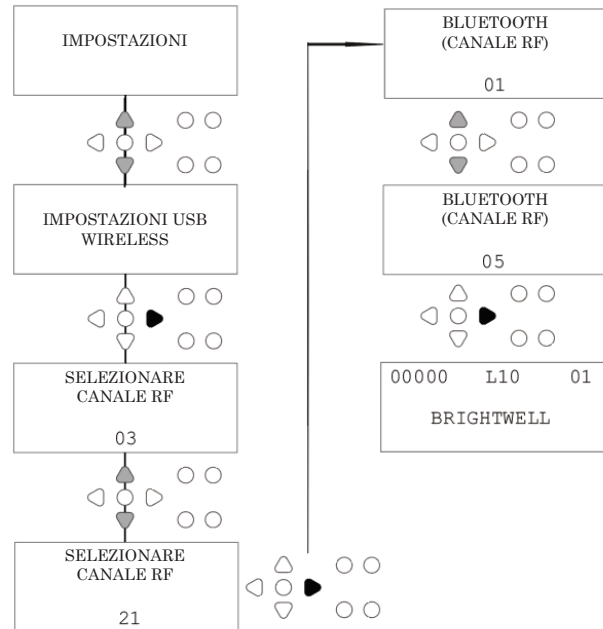 IMPOSTAZIONI
IMPOSTAZIONI USB
WIRELESS
SELEZIONARE
CANALE RF
03
SELEZIONARE
CANALE RF
21
BLUETOOTH
(CANALE RF)
01
BLUETOOTH
(CANALE RF)
05
00000 L10 01
BRIGHTWELL